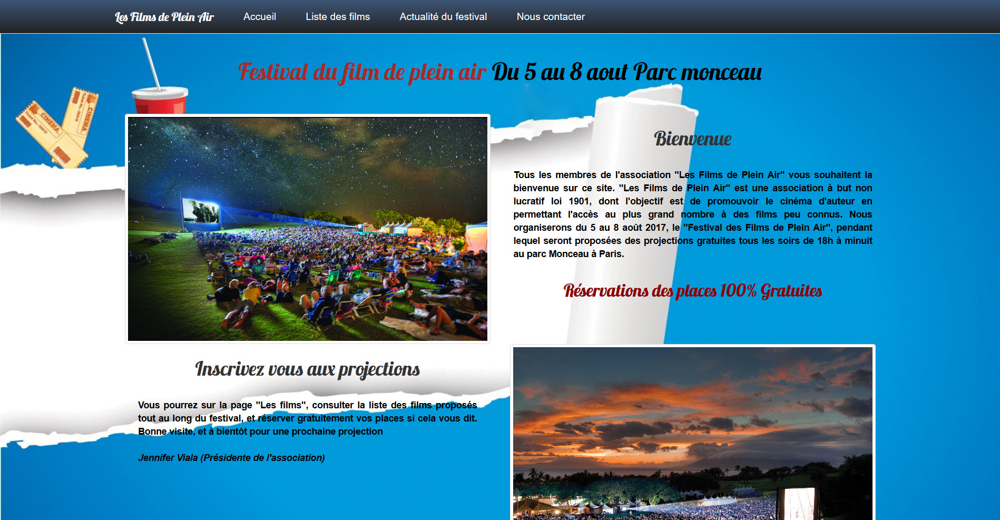 Les Films de Plein Air
Accueil
Liste des films
Actualité du festival
Nous contacter
Festival du film de plein air Du 5 au 8 aout Parc monceau
CINEMA
CINEMA
Bienvenue
Tous les membres de l'association "Les Films de Plein Air" vous souhaitent la
bienvenue sur ce site. "Les Films de Plein Air" est une association à but non
lucratif loi 1901, dont l'objectif est de promouvoir le cinéma d'auteur en
permettant l'accès au plus grand nombre à des films peu connus. Nous
organiserons du 5 au 8 août 2017, le "Festival des Films de Plein Air", pendant
lequel seront proposées des projections gratuites tous les soirs de 18h à minuit
au parc Monceau à Paris.
Réservations des places 100% Gratuites
Inscrivez vous aux projections
Vous pourrez sur la page "Les films", consulter la liste des films proposés
tout au long du festival, et réserver gratuitement vos places si cela vous dit.
Bonne visite, et à bientôt pour une prochaine projection
Jennifer Viala (Présidente de l'association)